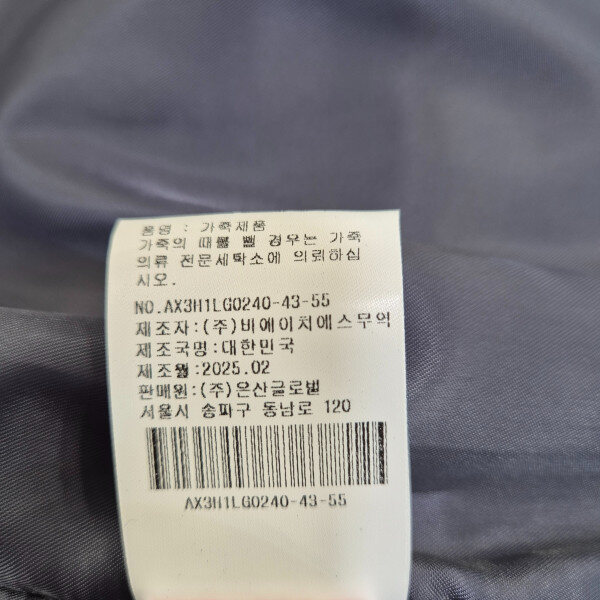 품명 : 가죽제품
가죽의 때를 뺄 경우는 가죽
의류 전문세탁소에 의뢰하십
시오.
NO.AX3H1LG0240-43-55
제조자:(주)비에이치에스무역
제조국명:대한민국
제조월:2025.02
판매원:(주)은산글로벌
서울시 송파구 동남로 120
AX3H1LG0240-43-55